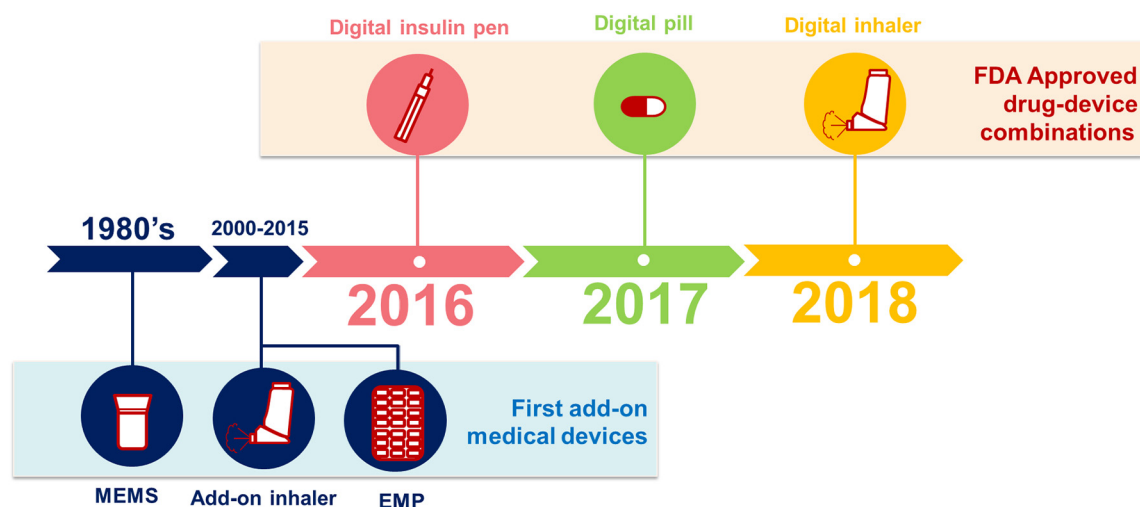 Digital insulin pen
Digital pill
Digital inhaler
FDA Approved
drug-device
combinations
1980’s
2000-2015
2016
2017
2018
First add-on
medical devices
MEMS
Add-on inhaler
EMP